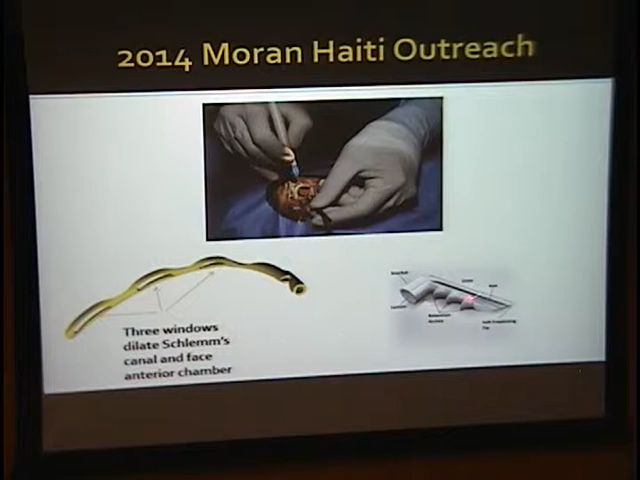 2014 Moran Haiti Outreach
Three windows
dilate Schlemm's
canal and face
anterior chamber